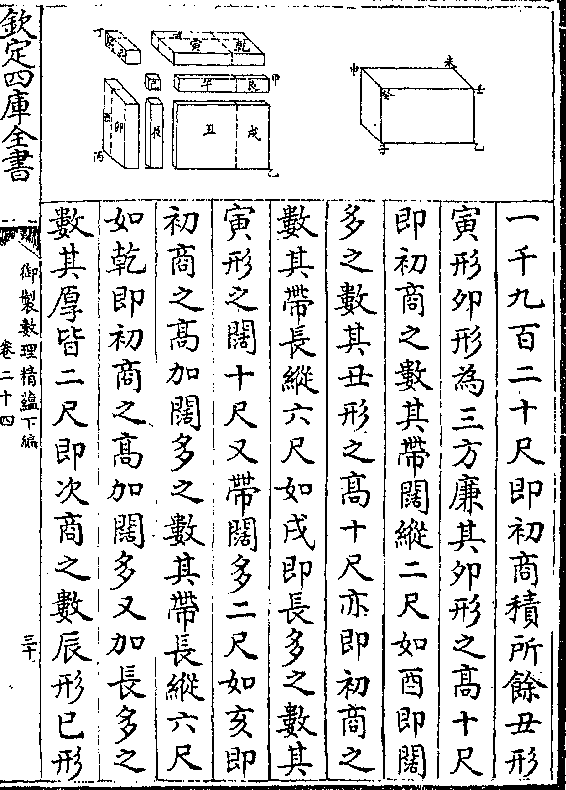 一千九百二十尺即初商積所餘丑形
寅形卯形為三方廉其卯形之高十尺
即初商之數其帶闊縱二尺如酉即闊
多之數其丑形之高十尺亦即初商之
數其帶長縱六尺如戌即長多之數其
寅形之闊十尺又帶闊多二尺如亥即
初商之高加闊多之數其帶長縱六尺
如乾即初商之高加闊多又加長多之
數其厚皆二尺即次商之數辰形巳形
欽定四庫全書
御製數理精蘊下編
卷二十四
三十
未
申
癸
壬
子
乙
丁
寅
乾
巳
午
艮
甲
酉
卯
辰
丑
戌
丙
乙